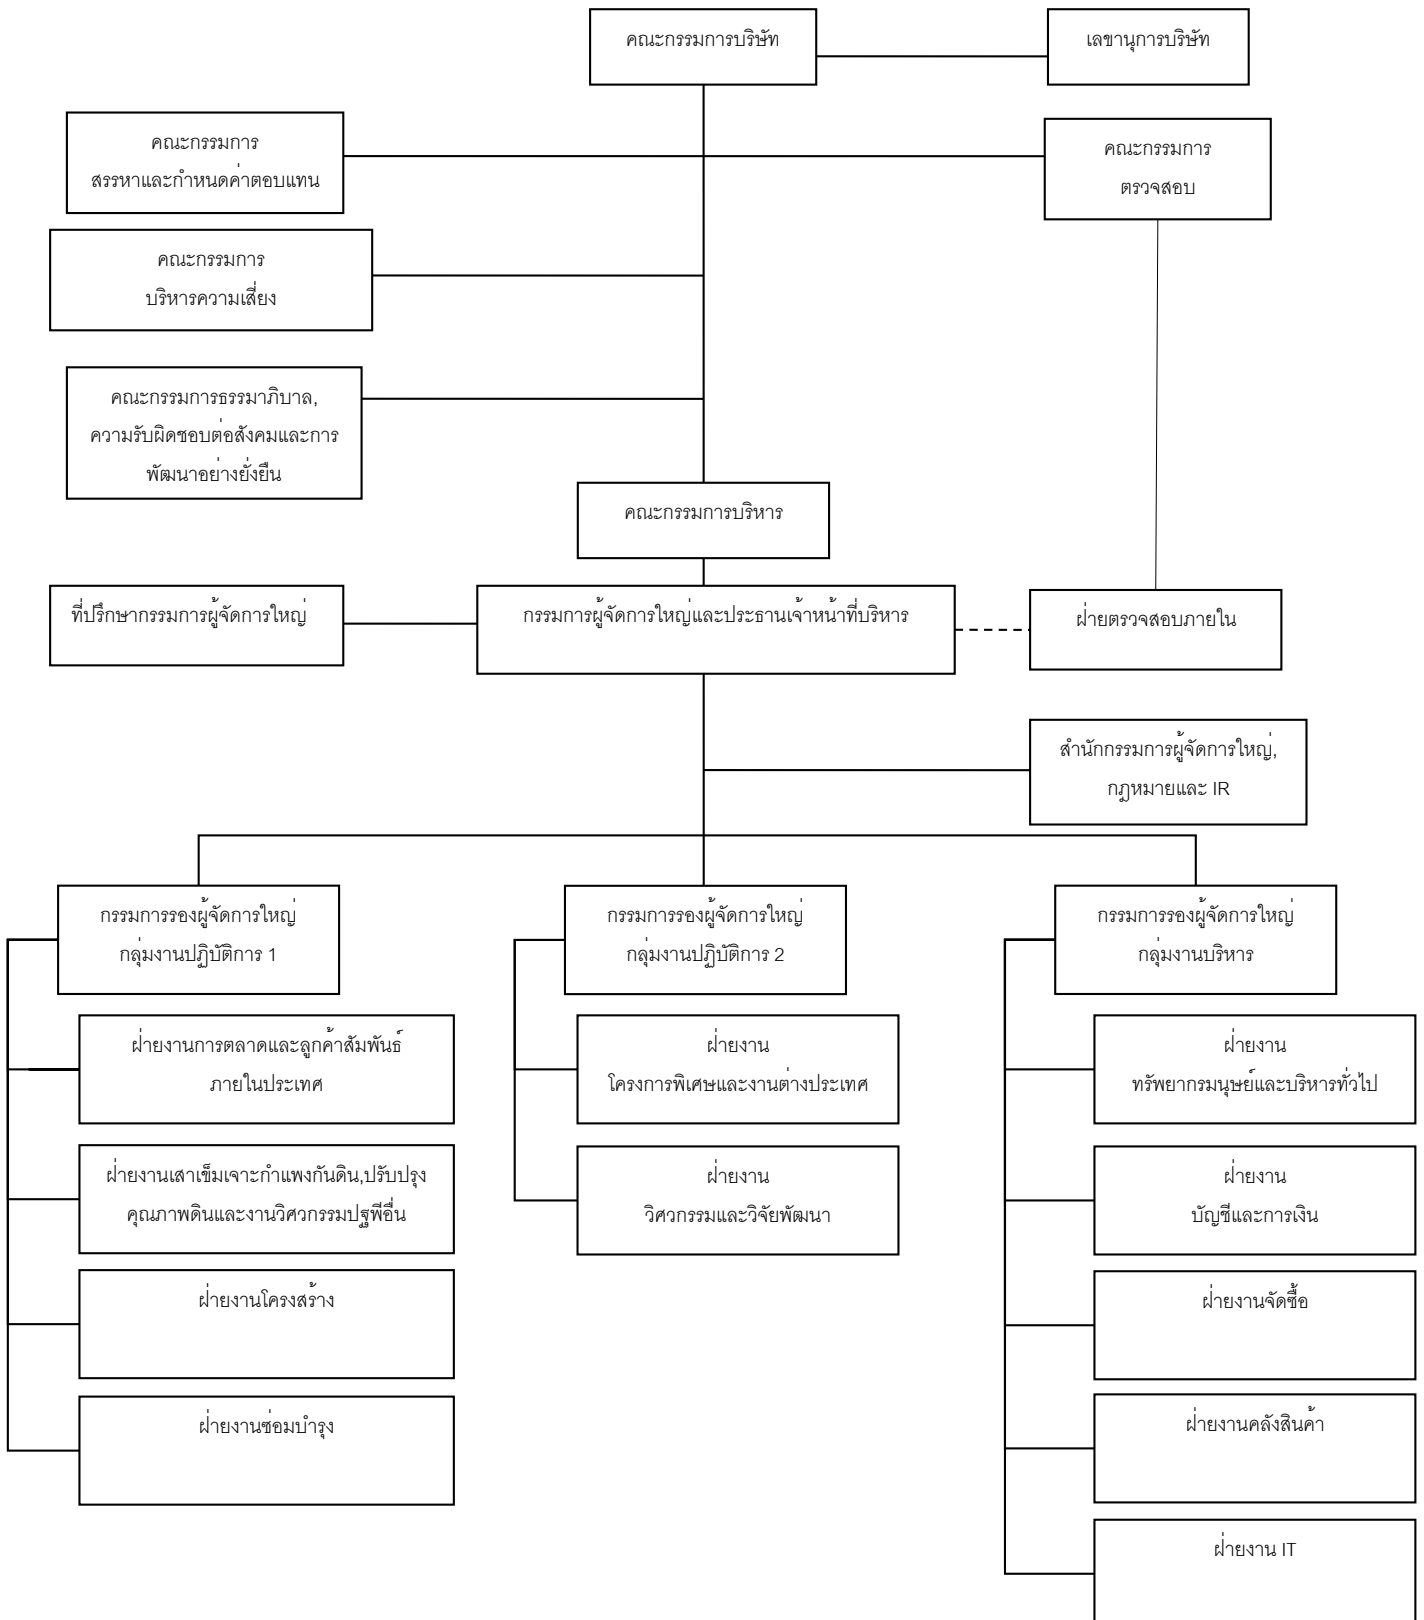 คณะกรรมการบริษัท
เลขานุการบริษัท
คณะกรรมการ
สรรหาและกำหนดค่าตอบแทน
คณะกรรมการ
ตรวจสอบ
คณะกรรมการ
บริหารความเสี่ยง
คณะกรรมการธรรมาภิบาล,
ความรับผิดชอบต่อสังคมและการ
พัฒนาอย่างยั่งยืน
คณะกรรมการบริหาร
ที่ปรึกษากรรมการผู้จัดการใหญ่
กรรมการผู้จัดการใหญ่และประธานเจ้าหน้าที่บริหาร
ฝ่ายตรวจสอบภายใน
สำนักกรรมการผู้จัดการใหญ่,
กฎหมายและ IR
กรรมการรองผู้จัดการใหญ่
กลุ่มงานปฏิบัติการ 1
กรรมการรองผู้จัดการใหญ่
กลุ่มงานปฏิบัติการ 2
กรรมการรองผู้จัดการใหญ่
กลุ่มงานบริหาร
ฝ่ายงานการตลาดและลูกค้าสัมพันธ์
ภายในประเทศ
ฝ่ายงานเสาเข็มเจาะกำแพงกันดิน,ปรับปรุง
คุณภาพดินและงานวิศวกรรมปฐพีอื่น
ฝ่ายงานโครงสร้าง
ฝ่ายงานซ่อมบำรุง
ฝ่ายงาน
โครงการพิเศษและงานต่างประเทศ
ฝ่ายงาน
วิศวกรรมและวิจัยพัฒนา
ฝ่ายงาน
ทรัพยากรมนุษย์และบริหารทั่วไป
ฝ่ายงาน
บัญชีและการเงิน
ฝ่ายงานจัดซื้อ
ฝ่ายงานคลังสินค้า
ฝ่ายงาน IT